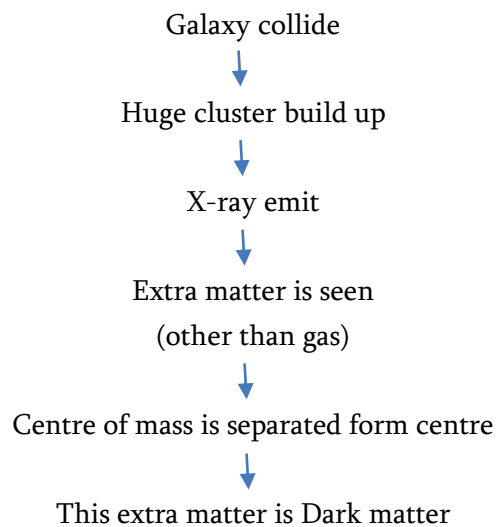 Galaxy collide
Huge cluster build up
X-ray emit
Extra matter is seen
(other than gas)
Centre of mass is separated form centre
This extra matter is Dark matter